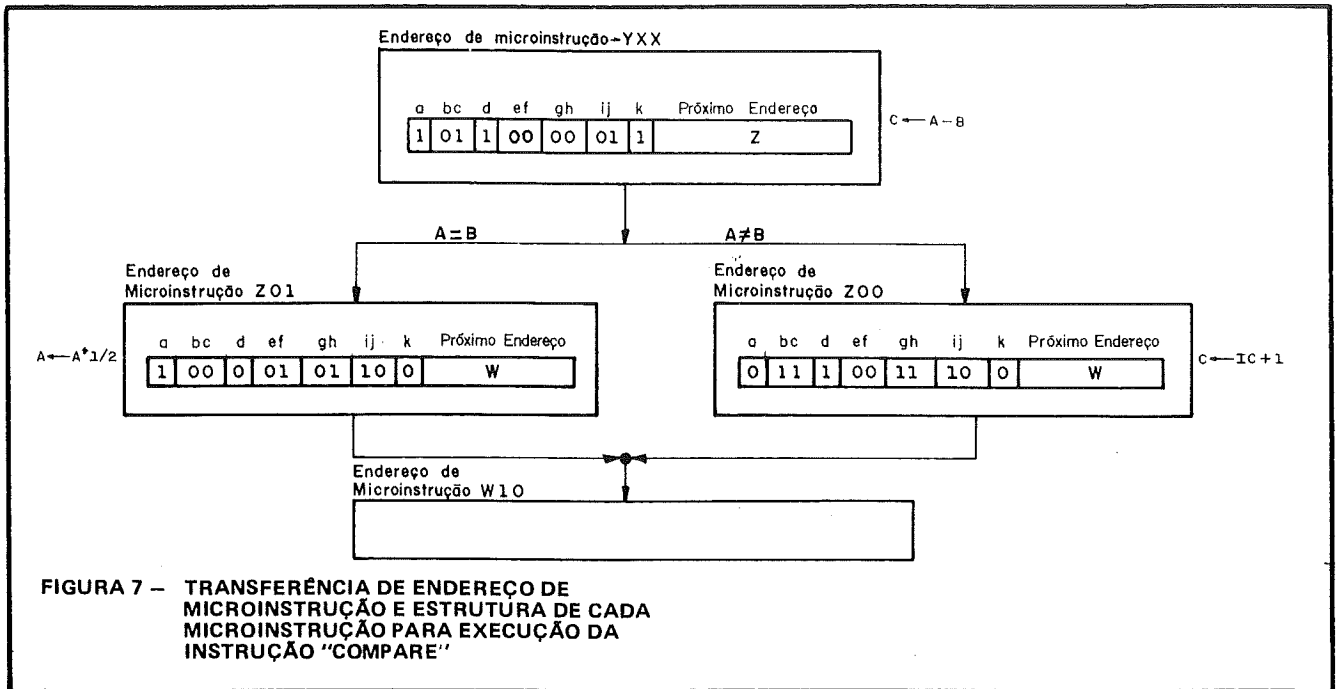 Endereço de microinstrução-YXX
a bc d ef gh ij k Próximo Endereço
1 01 1 00 00 01 1 Z
C ← A - B
A = B
A ≠ B
Endereço de
Microinstrução Z01
a bc d ef gh ij k Próximo Endereço
1 00 0 01 01 10 0 W
A ← A*1/2
Endereço de
Microinstrução Z00
a bc d ef gh ij k Próximo Endereço
0 11 1 00 11 10 0 W
C ← IC + 1
Endereço de
Microinstrução W10
FIGURA 7 – TRANSFERÊNCIA DE ENDEREÇO DE
MICROINSTRUÇÃO E ESTRUTURA DE CADA
MICROINSTRUÇÃO PARA EXECUÇÃO DA
INSTRUÇÃO "COMPARE"